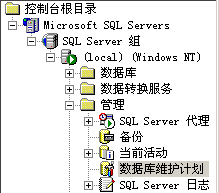 控制台根目录
Microsoft SQL Servers
SQL Server 组
(local) (Windows NT)
数据库
数据转换服务
管理
SQL Server 代理
备份
当前活动
数据库维护计划
SQL Server 日志